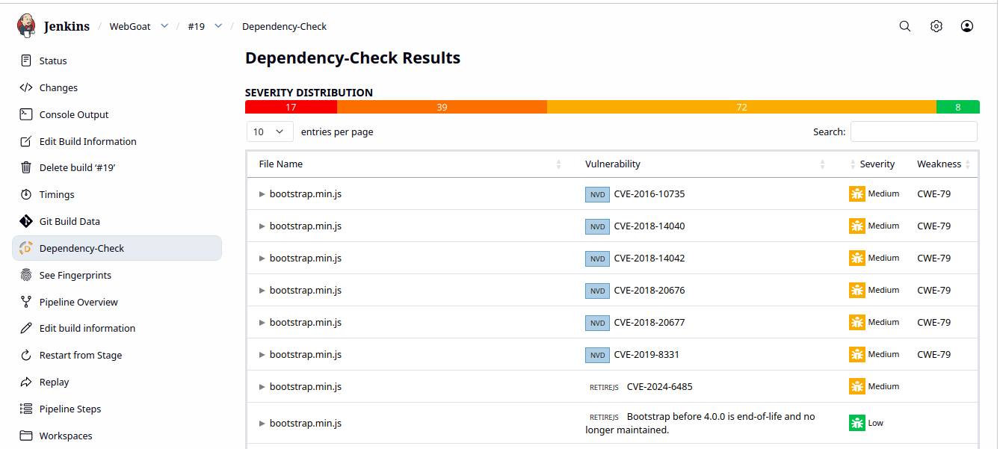 Jenkins / WebGoat / #19 / Dependency-Check
Status
Changes
Console Output
Edit Build Information
Delete build ‘#19’
Timings
Git Build Data
Dependency-Check
See Fingerprints
Pipeline Overview
Edit build information
Restart from Stage
Replay
Pipeline Steps
Workspaces
Dependency-Check Results
SEVERITY DISTRIBUTION
17 39 72 8
10 entries per page Search:
File Name Vulnerability Severity Weakness
bootstrap.min.js NVD CVE-2016-10735 Medium CWE-79
bootstrap.min.js NVD CVE-2018-14040 Medium CWE-79
bootstrap.min.js NVD CVE-2018-14042 Medium CWE-79
bootstrap.min.js NVD CVE-2018-20676 Medium CWE-79
bootstrap.min.js NVD CVE-2018-20677 Medium CWE-79
bootstrap.min.js NVD CVE-2019-8331 Medium CWE-79
bootstrap.min.js RETIREJS CVE-2024-6485 Medium
bootstrap.min.js RETIREJS Bootstrap before 4.0.0 is end-of-life and no
longer maintained. Low